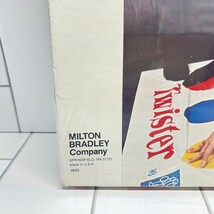 Twister
MILTON
BRADLEY
Company
SPRINGFIELD, MA 01101
Made in U.S.A.